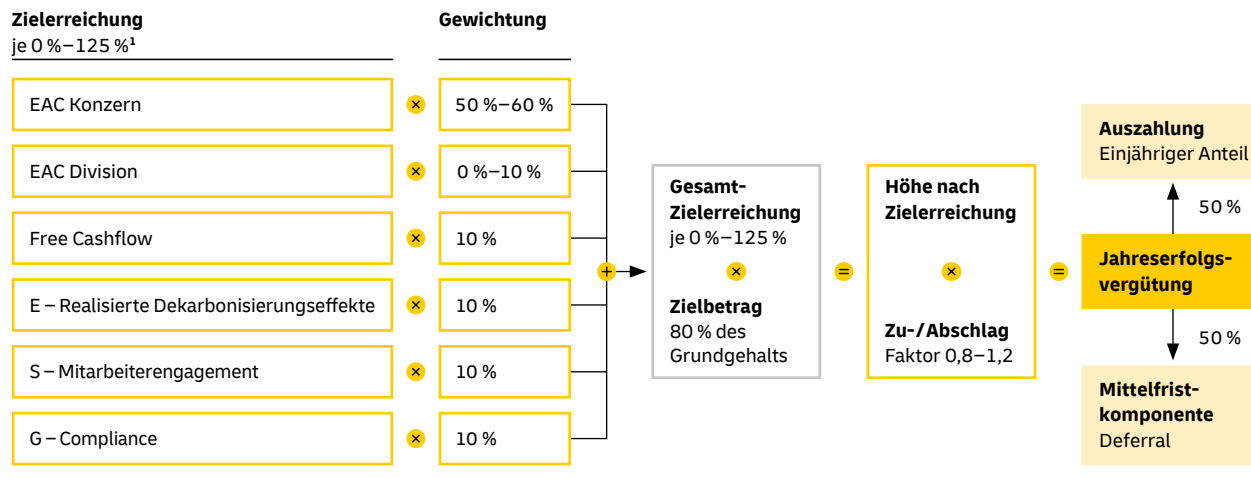 Zielerreichung
je 0 %–125 %¹
Gewichtung
EAC Konzern
×
50 %–60 %
EAC Division
×
0 %–10 %
Free Cashflow
×
10 %
E – Realisierte Dekarbonisierungseffekte
×
10 %
S – Mitarbeiterengagement
×
10 %
G – Compliance
×
10 %
+
Gesamt-
Zielerreichung
je 0 %–125 %
×
Zielbetrag
80 % des
Grundgehalts
=
Höhe nach
Zielerreichung
×
Zu-/Abschlag
Faktor 0,8–1,2
=
Auszahlung
Einjähriger Anteil
50 %
Jahreserfolgs-
vergütung
50 %
Mittelfrist-
komponente
Deferral